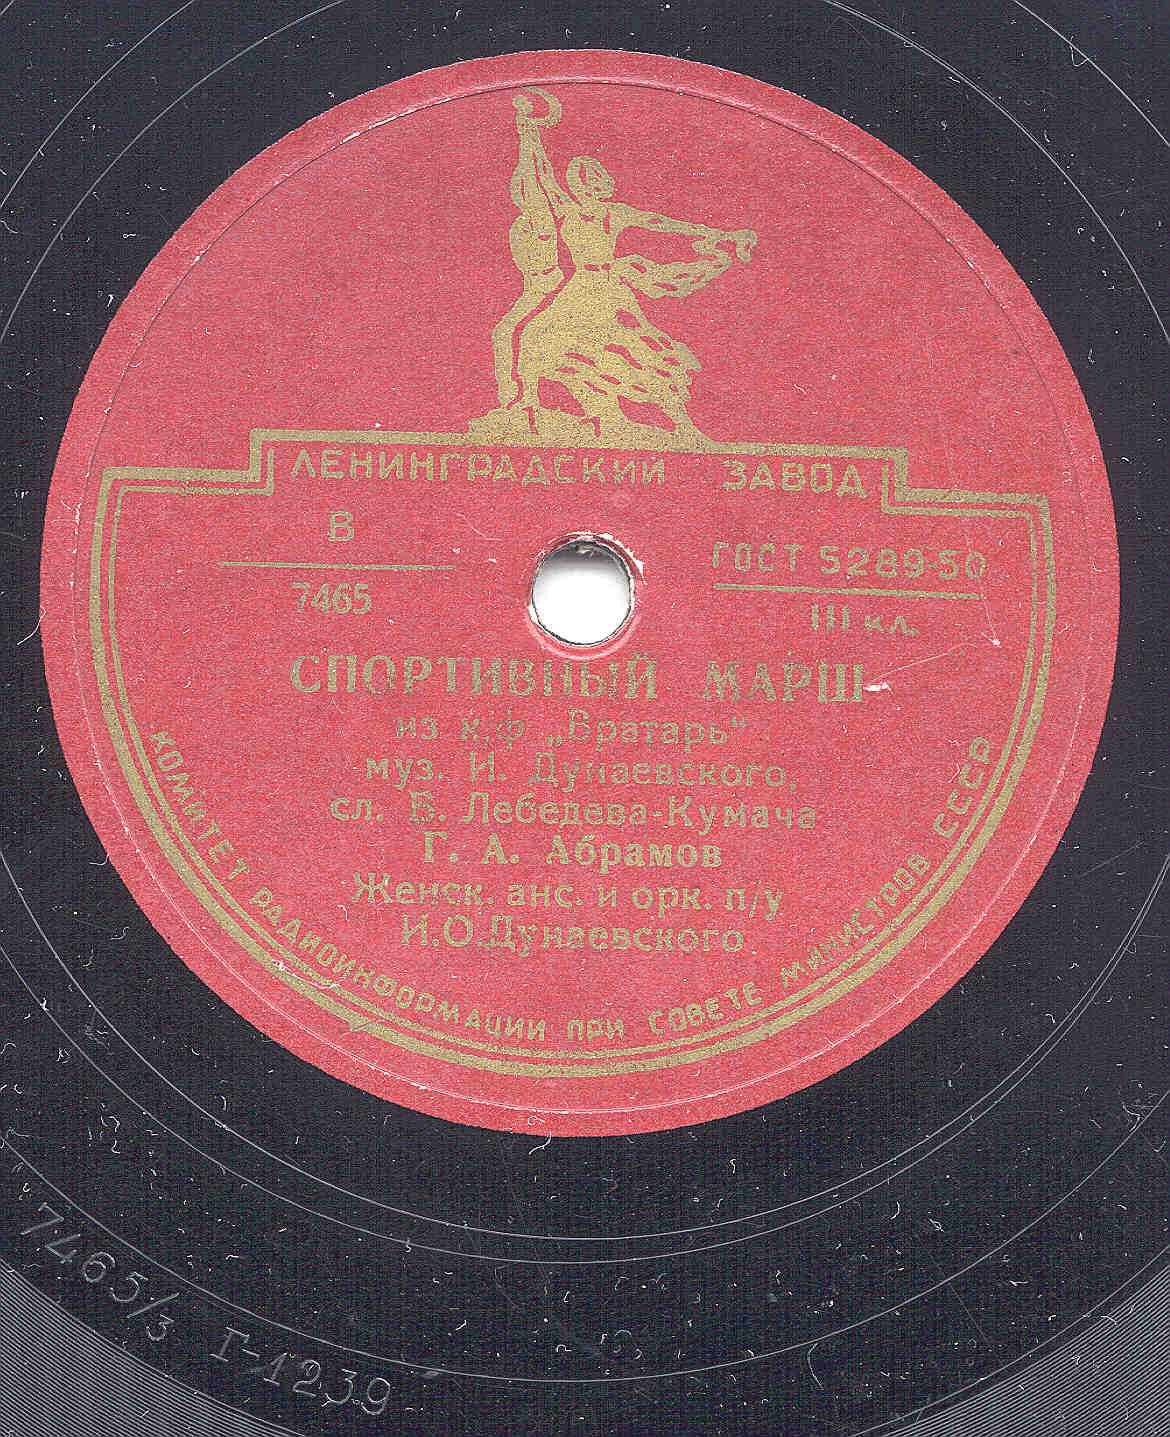 ЛЕНИНГРАДСКИЙ ЗАВОД
В
7465
ГОСТ 5289-50
III кл.
СПОРТИВНЫЙ МАРШ
из к/ф „Вратарь“
муз. И. Дунаевского,
сл. В. Лебедева-Кумача
Г. А. Абрамов
Женск. анс. и орк. п/у
И.О.Дунаевского
КОМИТЕТ РАДИОИНФОРМАЦИИ ПРИ СОВЕТЕ МИНИСТРОВ СССР
7465/3 Г-1239